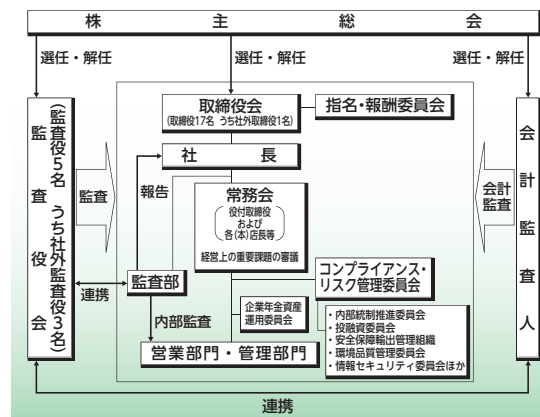 株主総会
選任・解任
選任・解任
選任・解任
監査役会
(監査役5名 うち社外監査役3名)
監査
取締役会
(取締役17名 うち社外取締役1名)
指名・報酬委員会
社長
報告
常務会
役付取締役
および
各(本)店長等
経営上の重要課題の審議
会計
監査
会計監査人
監査部
連携
コンプライアンス・
リスク管理委員会
内部監査
企業年金資産
運用委員会
・内部統制推進委員会
・投融資委員会
・安全保障輸出管理組織
・環境品質管理委員会
・情報セキュリティ委員会ほか
営業部門・管理部門
連携